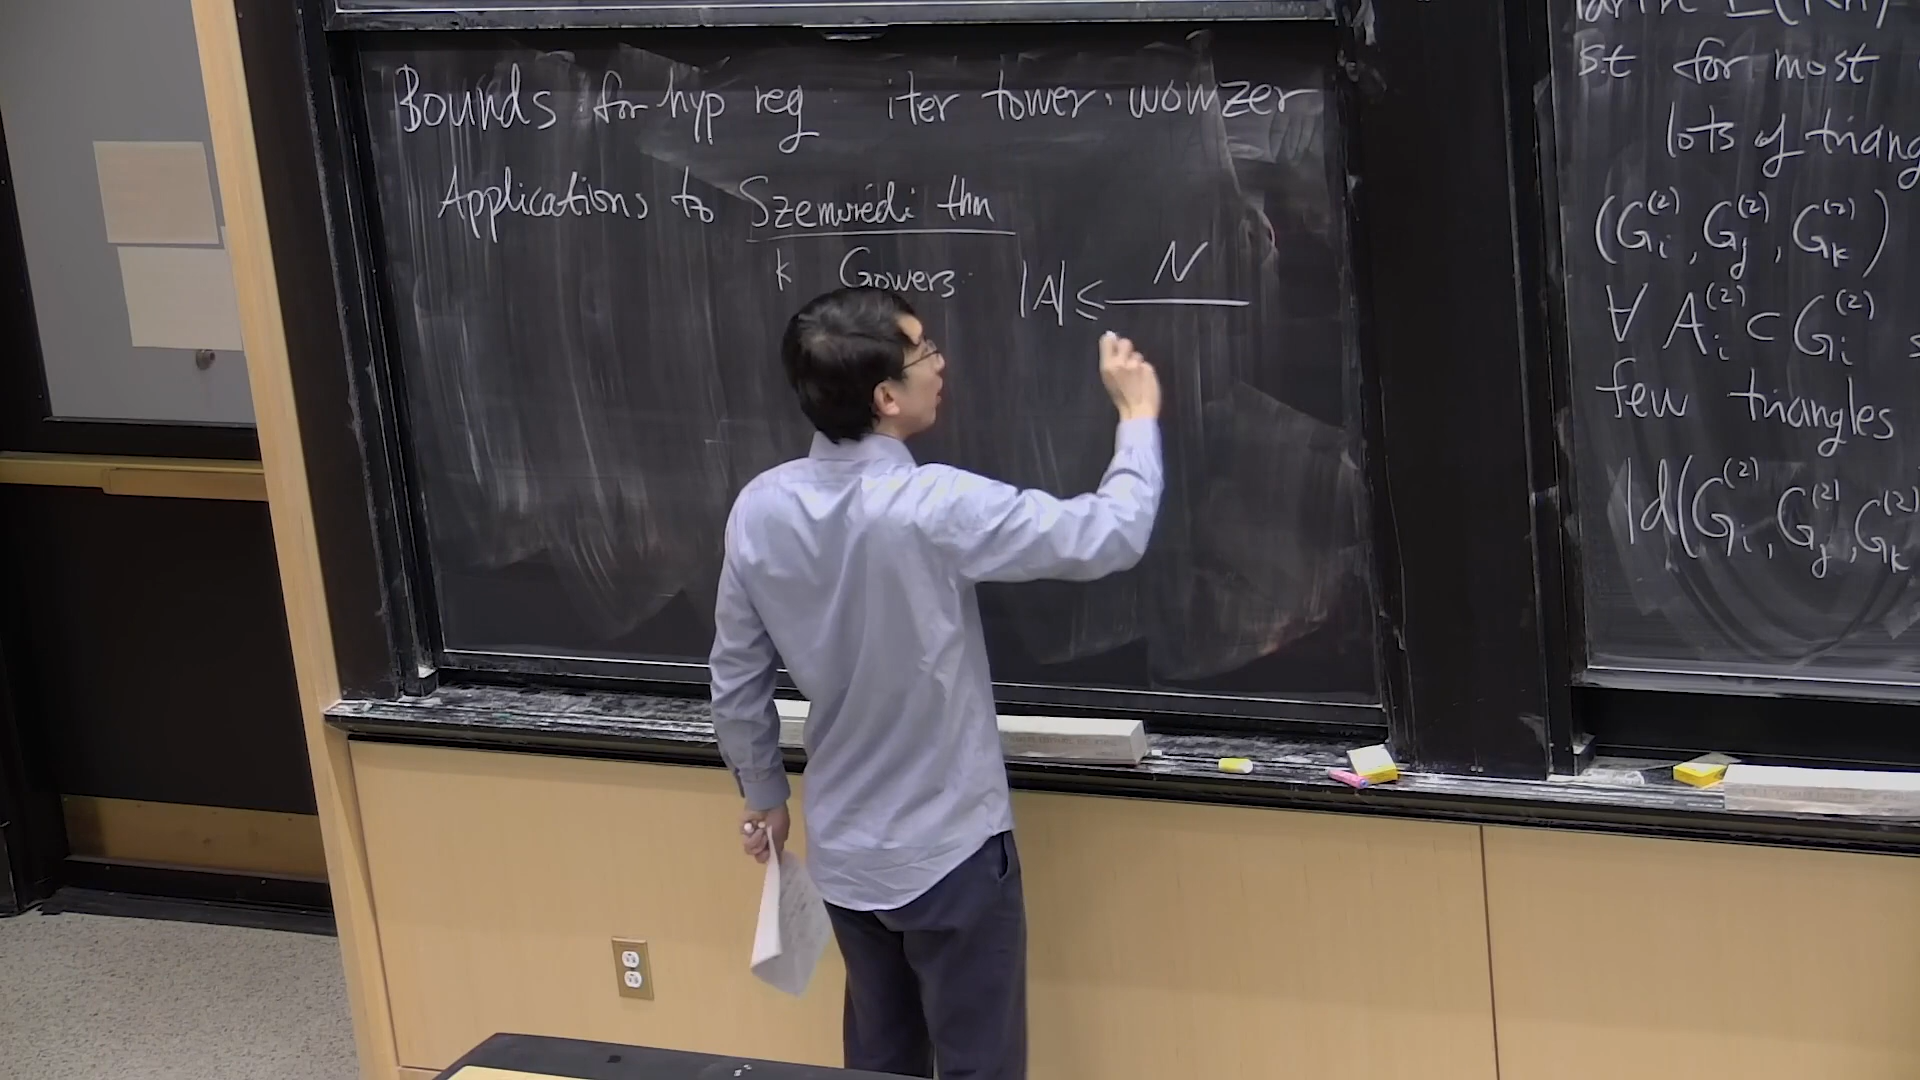 Bounds for hyp reg iter tower. wowzer
Applications to Szemerédi thm
k Gowers: |A| ≤ N
s.t for most
lots of triang
(G_i^{(2)}, G_j^{(2)}, G_k^{(2)})
∀ A_i^{(2)} ⊂ G_i^{(2)}
few triangles
|d(G_i^{(2)}, G_j^{(2)}, G_k^{(2)}